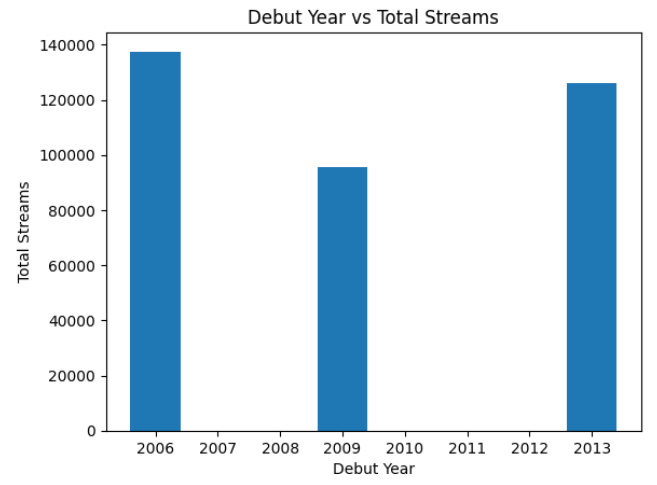 Debut Year vs Total Streams
Total Streams
140000
120000
100000
80000
60000
40000
20000
0
2006 2007 2008 2009 2010 2011 2012 2013
Debut Year